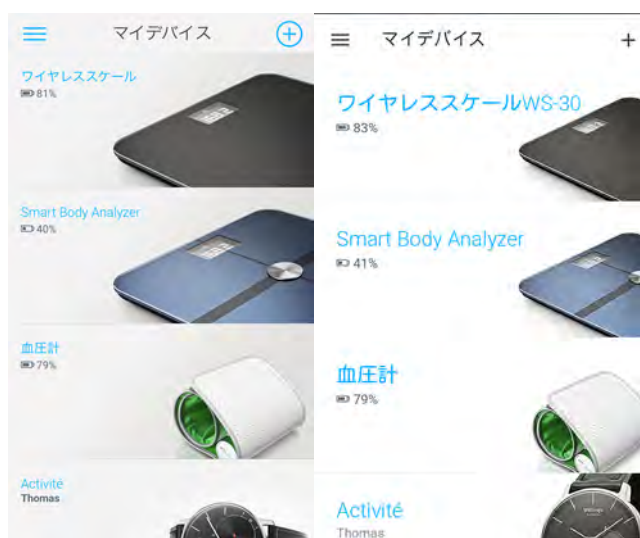 マイデバイス
ワイヤレススケール
81%
Smart Body Analyzer
40%
血圧計
79%
Activité
Thomas
マイデバイス
ワイヤレススケールWS-30
83%
Smart Body Analyzer
41%
血圧計
79%
Activité
Thomas